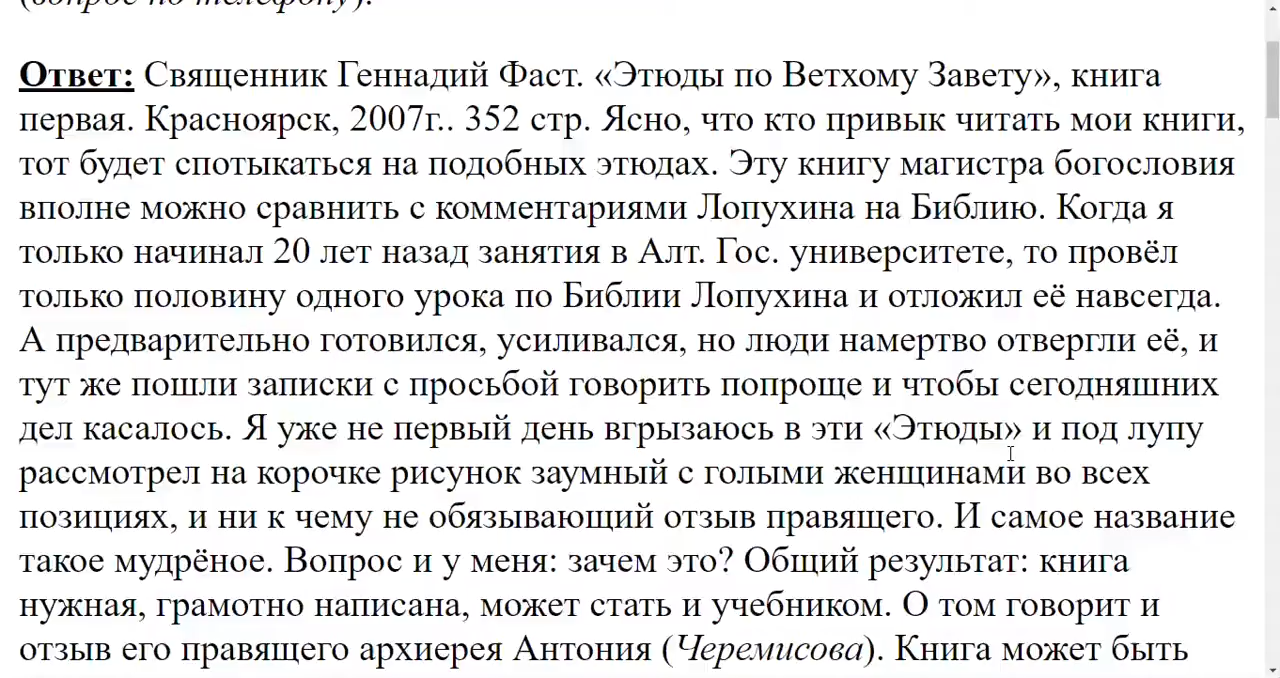 (вопрос по телефону).
Ответ: Священник Геннадий Фаст. «Этюды по Ветхому Завету», книга
первая. Красноярск, 2007г.. 352 стр. Ясно, что кто привык читать мои книги,
тот будет спотыкаться на подобных этюдах. Эту книгу магистра богословия
вполне можно сравнить с комментариями Лопухина на Библию. Когда я
только начинал 20 лет назад занятия в Алт. Гос. университете, то провёл
только половину одного урока по Библии Лопухина и отложил её навсегда.
А предварительно готовился, усиливался, но люди намертво отвергли её, и
тут же пошли записки с просьбой говорить попроще и чтобы сегодняшних
дел касалось. Я уже не первый день вгрызаюсь в эти «Этюды» и под лупу
рассмотрел на корочке рисунок заумный с голыми женщинами во всех
позициях, и ни к чему не обязывающий отзыв правящего. И самое название
такое мудрёное. Вопрос и у меня: зачем это? Общий результат: книга
нужная, грамотно написана, может стать и учебником. О том говорит и
отзыв его правящего архиерея Антония (Черемисова). Книга может быть